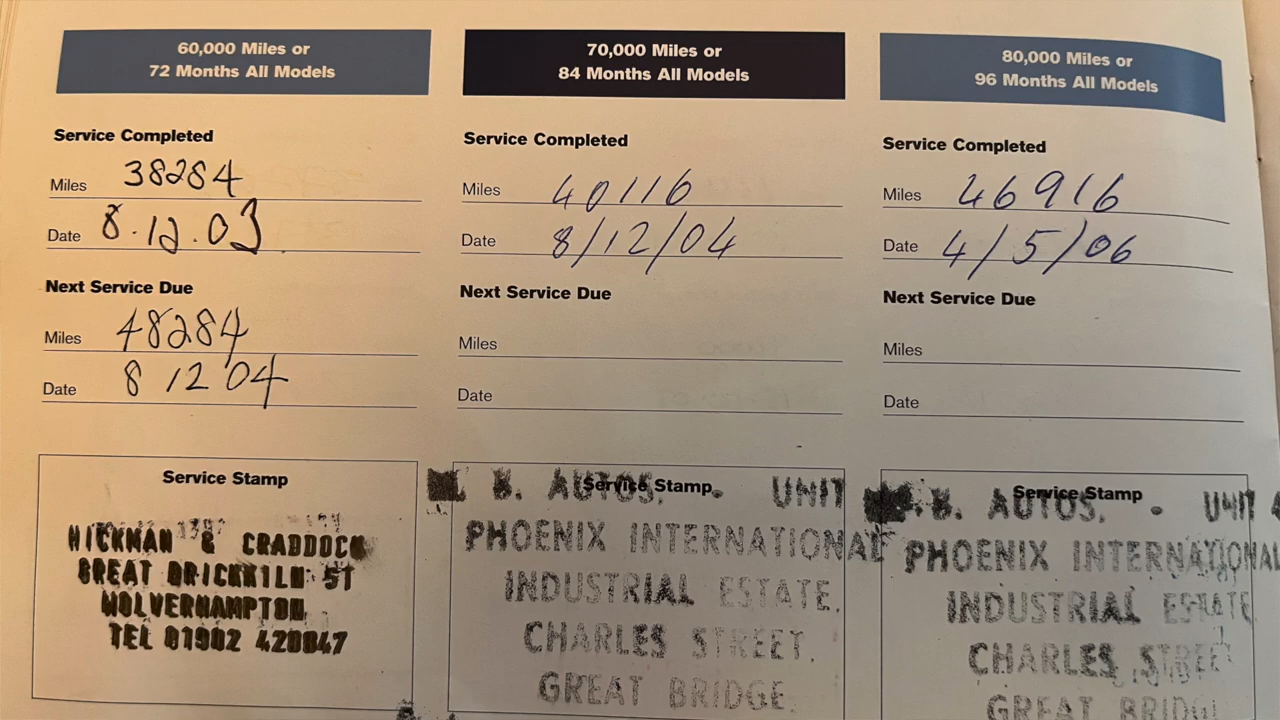 60,000 Miles or
72 Months All Models
Service Completed
Miles 38284
Date 8.12.03
Next Service Due
Miles 48284
Date 8 12 04
Service Stamp
HICKMAN & CRADDOCK
GREAT BRICKKILN ST
WOLVERHAMPTON
TEL 01902 420847
70,000 Miles or
84 Months All Models
Service Completed
Miles 40116
Date 8/12/04
Next Service Due
Miles
Date
Service Stamp
B. AUTOS. - UNIT
PHOENIX INTERNATIONAL
INDUSTRIAL ESTATE.
CHARLES STREET.
GREAT BRIDGE.
80,000 Miles or
96 Months All Models
Service Completed
Miles 46916
Date 4/5/06
Next Service Due
Miles
Date
Service Stamp
B. AUTOS. - UNIT 4
PHOENIX INTERNATIONAL
INDUSTRIAL ESTATE
CHARLES STREET
GREAT BRIDG